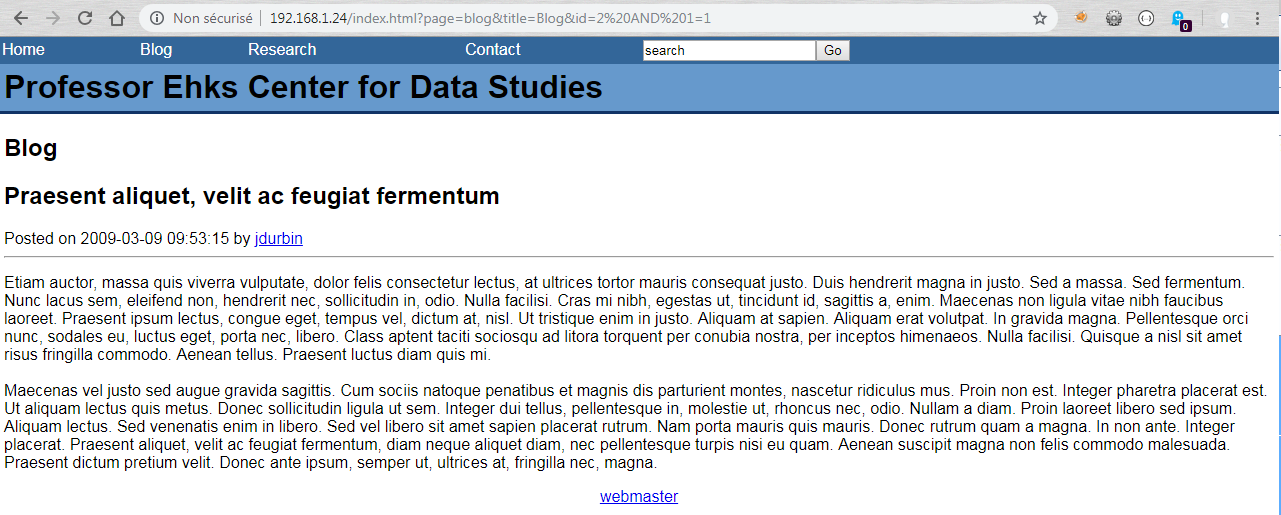 Non sécurisé | 192.168.1.24/index.html?page=blog&title=Blog&id=2%20AND%201=1
0
Home Blog Research Contact search Go
Professor Ehks Center for Data Studies
Blog
Praesent aliquet, velit ac feugiat fermentum
Posted on 2009-03-09 09:53:15 by jdurbin
Etiam auctor, massa quis viverra vulputate, dolor felis consectetur lectus, at ultrices tortor mauris consequat justo. Duis hendrerit magna in justo. Sed a massa. Sed fermentum.
Nunc lacus sem, eleifend non, hendrerit nec, sollicitudin in, odio. Nulla facilisi. Cras mi nibh, egestas ut, tincidunt id, sagittis a, enim. Maecenas non ligula vitae nibh faucibus
laoreet. Praesent ipsum lectus, congue eget, tempus vel, dictum at, nisl. Ut tristique enim in justo. Aliquam at sapien. Aliquam erat volutpat. In gravida magna. Pellentesque orci
nunc, sodales eu, luctus eget, porta nec, libero. Class aptent taciti sociosqu ad litora torquent per conubia nostra, per inceptos himenaeos. Nulla facilisi. Quisque a nisl sit amet
risus fringilla commodo. Aenean tellus. Praesent luctus diam quis mi.
Maecenas vel justo sed augue gravida sagittis. Cum sociis natoque penatibus et magnis dis parturient montes, nascetur ridiculus mus. Proin non est. Integer pharetra placerat est.
Ut aliquam lectus quis metus. Donec sollicitudin ligula ut sem. Integer dui tellus, pellentesque in, molestie ut, rhoncus nec, odio. Nullam a diam. Proin laoreet libero sed ipsum.
Aliquam lectus. Sed venenatis enim in libero. Sed vel libero sit amet sapien placerat rutrum. Nam porta mauris quis mauris. Donec rutrum quam a magna. In non ante. Integer
placerat. Praesent aliquet, velit ac feugiat fermentum, diam neque aliquet diam, nec pellentesque turpis nisi eu quam. Aenean suscipit magna non felis commodo malesuada.
Praesent dictum pretium velit. Donec ante ipsum, semper ut, ultrices at, fringilla nec, magna.
webmaster